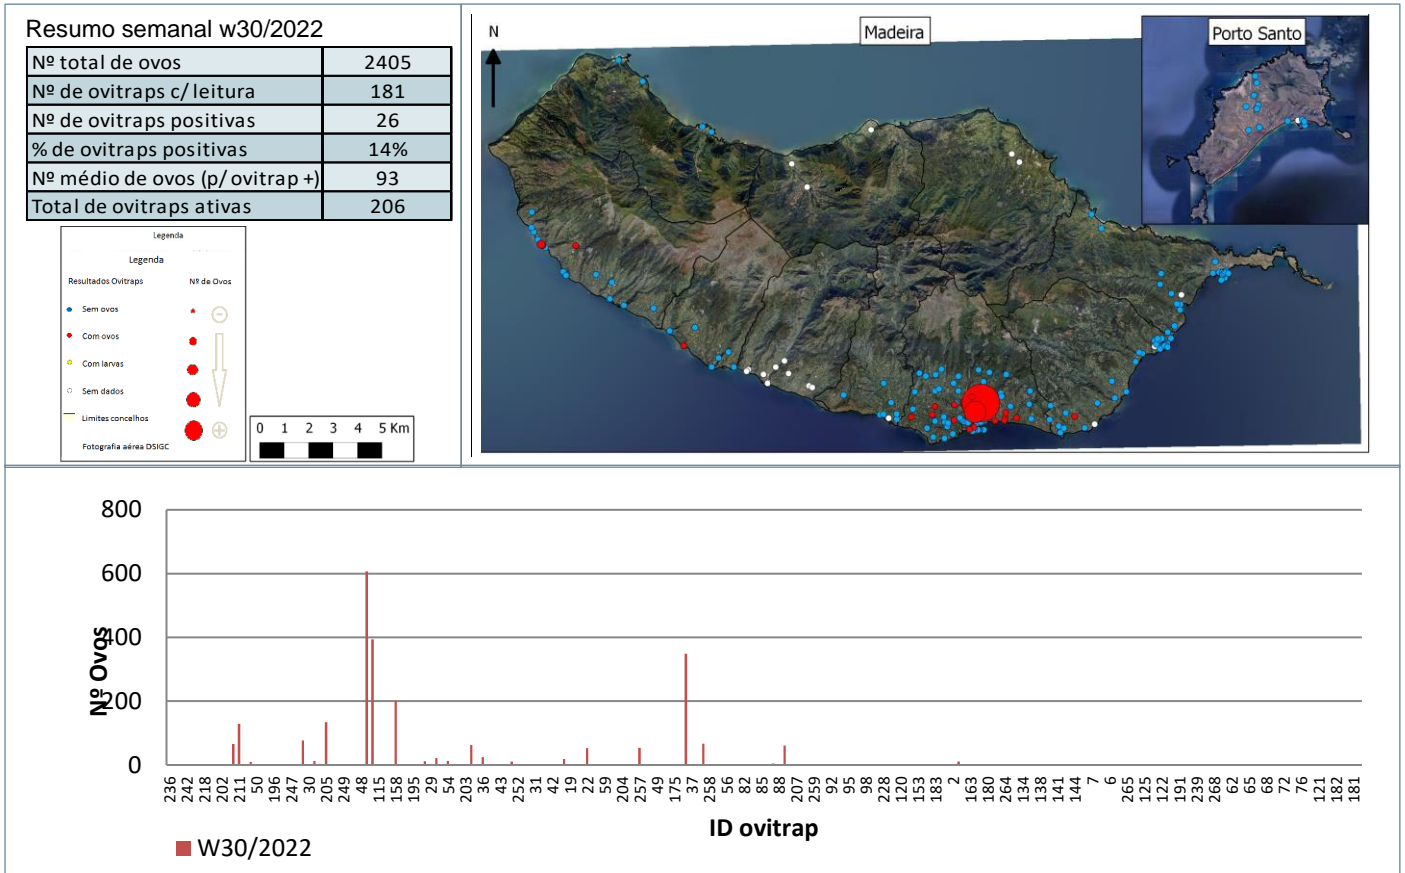 Resumo semanal w30/2022
Nº total de ovos 2405
Nº de ovitraps c/ leitura 181
Nº de ovitraps positivas 26
% de ovitraps positivas 14%
Nº médio de ovos (p/ ovitrap +) 93
Total de ovitraps ativas 206
Legenda
Legenda
Resultados Ovitraps Nº de Ovos
Sem ovos
Com ovos
Com larvas
Sem dados
Limites concelhos
Fotografia aérea DSIGC
0 1 2 3 4 5 Km
N
Madeira
Porto Santo
800
600
400
200
0
Nº Ovos
236 242 218 202 211 50 196 247 30 205 249 48 115 158 195 29 54 203 36 43 252 31 42 19 22 59 204 257 49 175 37 258 56 82 85 88 207 259 92 95 98 228 120 153 183 2 163 180 264 134 138 141 144 7 6 265 125 122 191 239 268 62 65 68 72 76 121 182 181
ID ovitrap
W30/2022